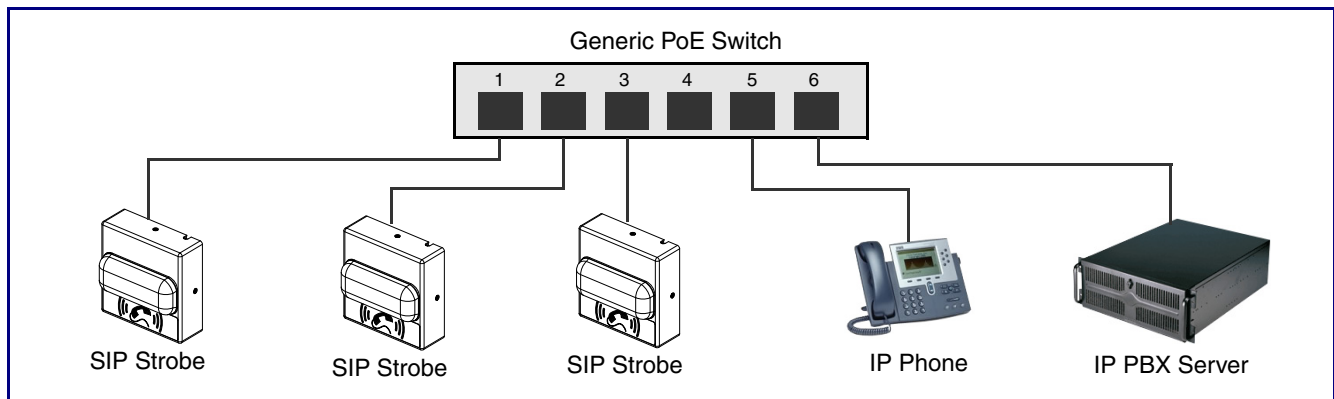 Generic PoE Switch
1 2 3 4 5 6
SIP Strobe
SIP Strobe
SIP Strobe
IP Phone
IP PBX Server